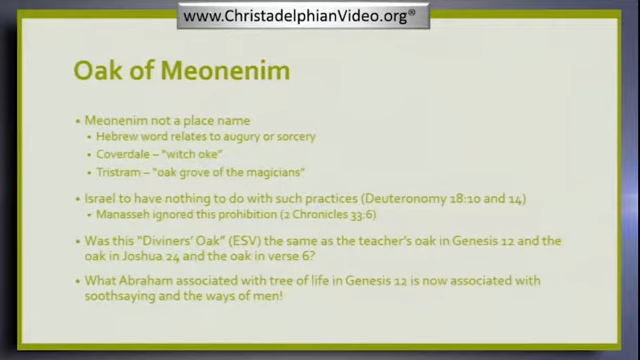 www.ChristadelphianVideo.org®
Oak of Meonenim
• Meonenim not a place name
• Hebrew word relates to augury or sorcery
• Coverdale – "witch oke"
• Tristram – "oak grove of the magicians"
• Israel to have nothing to do with such practices (Deuteronomy 18:10 and 14)
• Manasseh ignored this prohibition (2 Chronicles 33:6)
• Was this "Diviners' Oak" (ESV) the same as the teacher's oak in Genesis 12 and the
oak in Joshua 24 and the oak in verse 6?
• What Abraham associated with tree of life in Genesis 12 is now associated with
soothsaying and the ways of men!